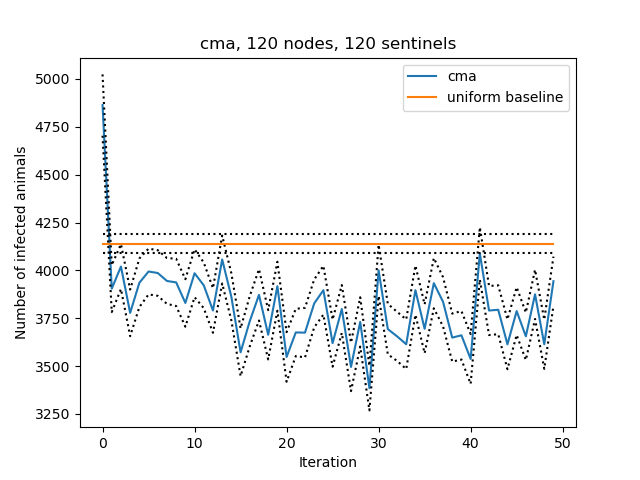 cma, 120 nodes, 120 sentinels
cma
uniform baseline
Number of infected animals
5000
4750
4500
4250
4000
3750
3500
3250
0
10
20
30
40
50
Iteration